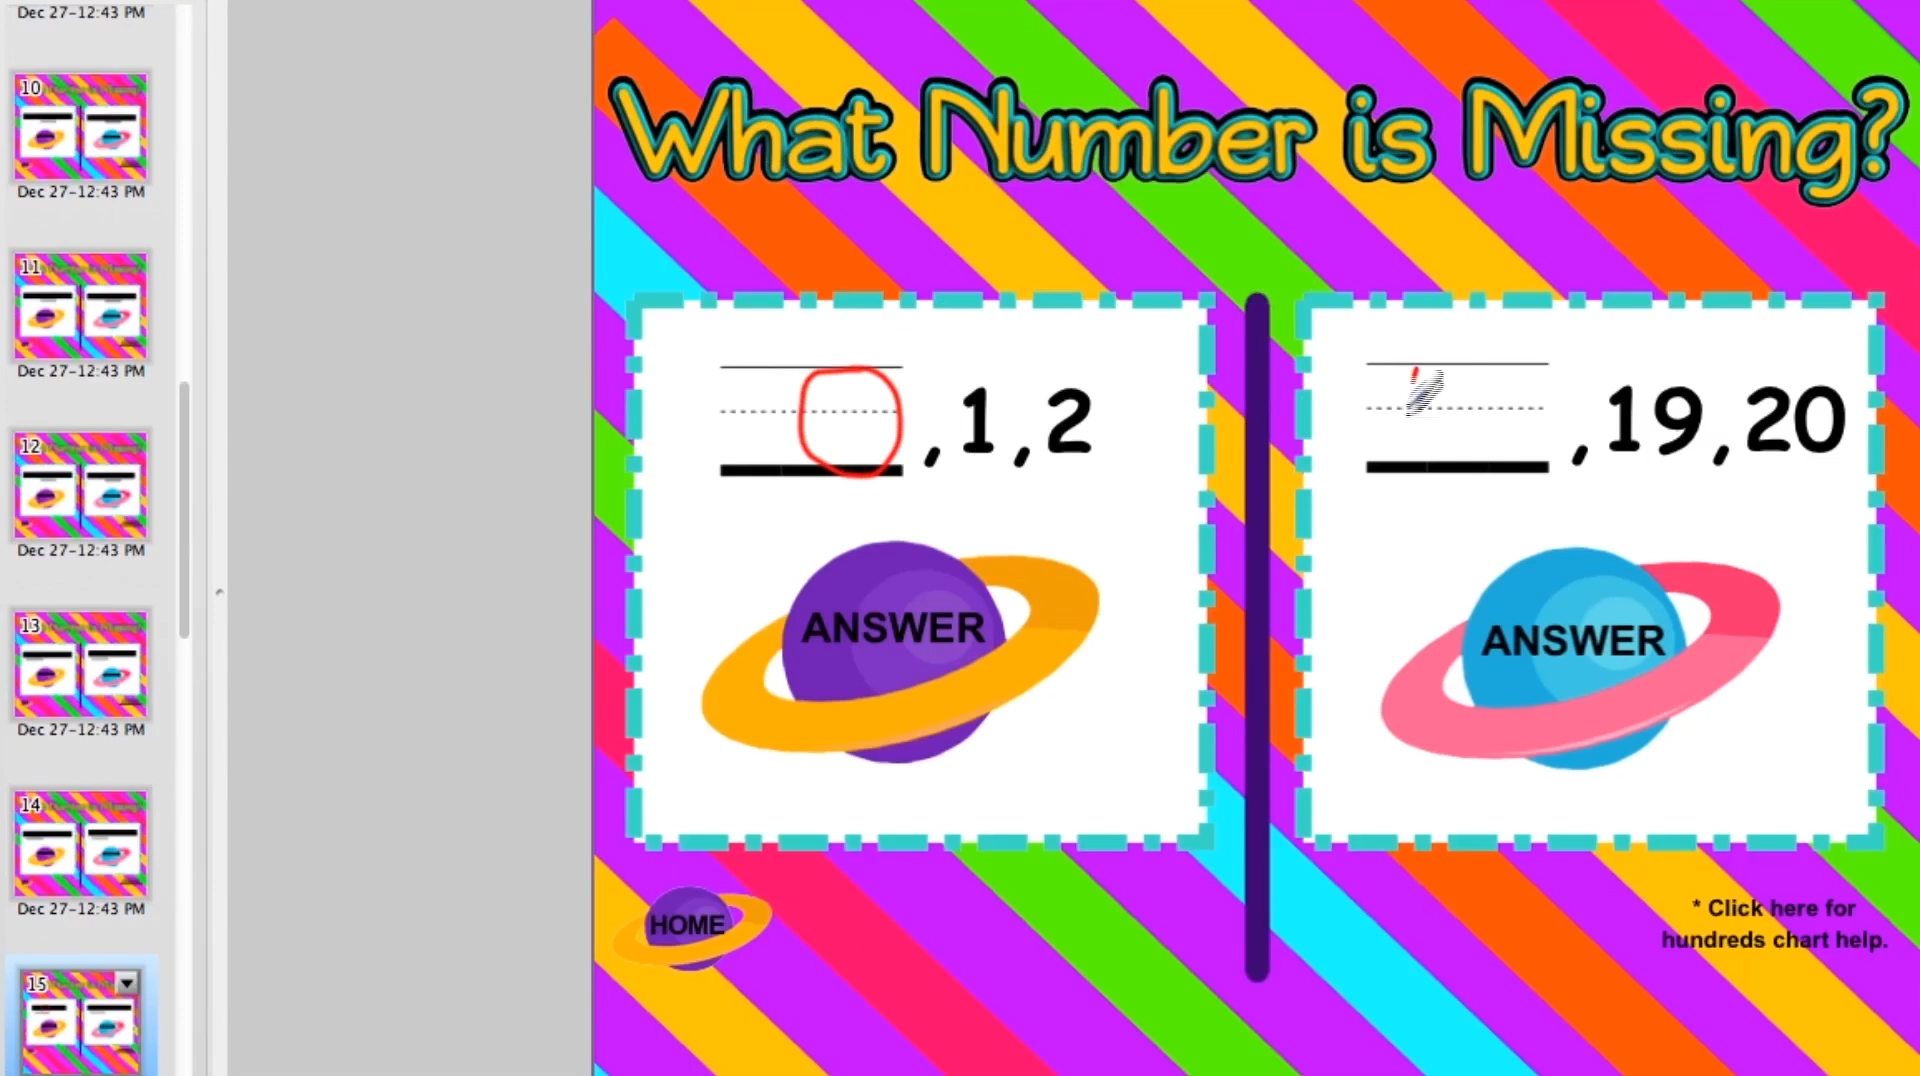 Dec 27-12:43 PM
10
Dec 27-12:43 PM
11
Dec 27-12:43 PM
12
Dec 27-12:43 PM
13
Dec 27-12:43 PM
14
Dec 27-12:43 PM
15
What Number is Missing?
0 ,1,2
ANSWER
,19,20
ANSWER
HOME
* Click here for
hundreds chart help.